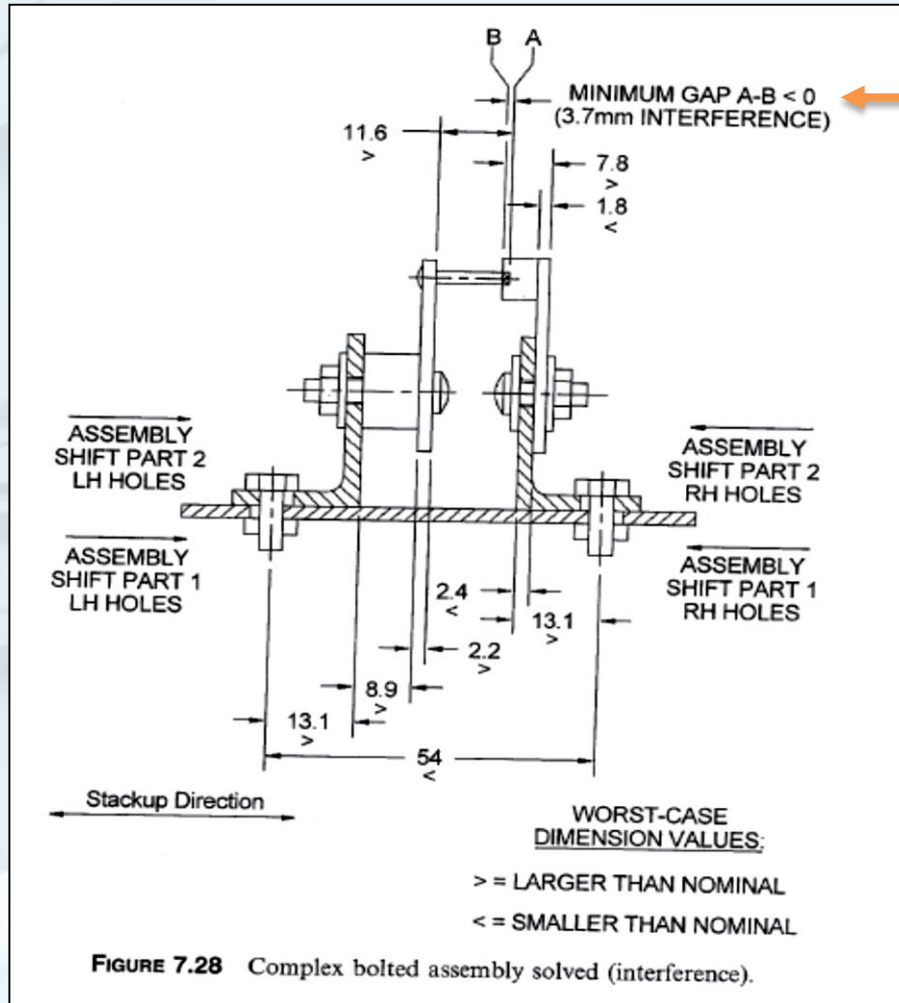 B A
MINIMUM GAP A-B < 0
(3.7mm INTERFERENCE)
11.6
>
7.8
>
1.8
<
ASSEMBLY
SHIFT PART 2
LH HOLES
ASSEMBLY
SHIFT PART 2
RH HOLES
ASSEMBLY
SHIFT PART 1
LH HOLES
ASSEMBLY
SHIFT PART 1
RH HOLES
2.4
<
13.1
>
2.2
>
8.9
>
13.1
>
54
<
Stackup Direction
WORST-CASE
DIMENSION VALUES:
> = LARGER THAN NOMINAL
< = SMALLER THAN NOMINAL
FIGURE 7.28 Complex bolted assembly solved (interference).